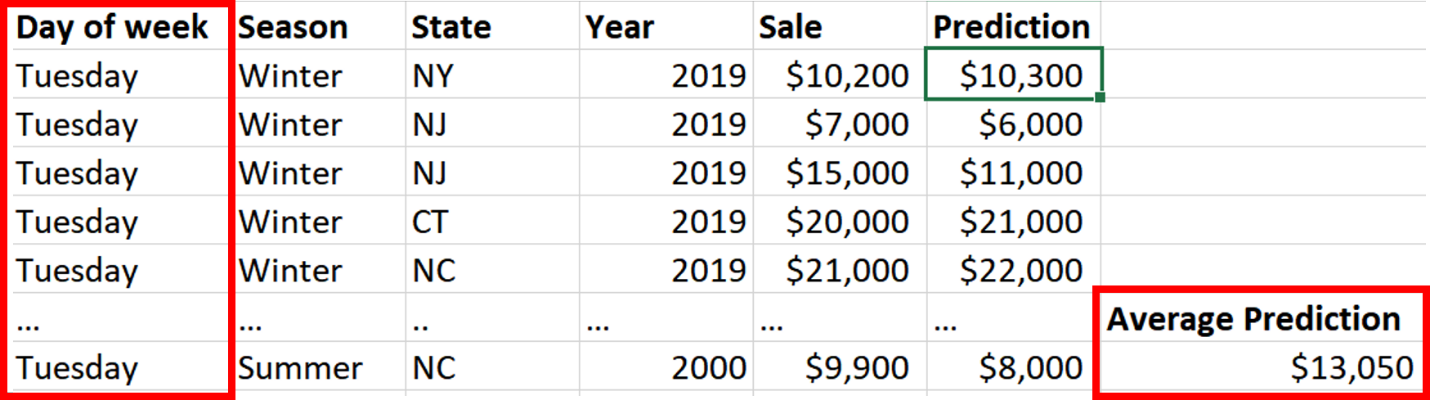 Day of week Season State Year Sale Prediction
Tuesday Winter NY 2019 $10,200 $10,300
Tuesday Winter NJ 2019 $7,000 $6,000
Tuesday Winter NJ 2019 $15,000 $11,000
Tuesday Winter CT 2019 $20,000 $21,000
Tuesday Winter NC 2019 $21,000 $22,000
... ... .. ... ... ... Average Prediction
Tuesday Summer NC 2000 $9,900 $8,000 $13,050